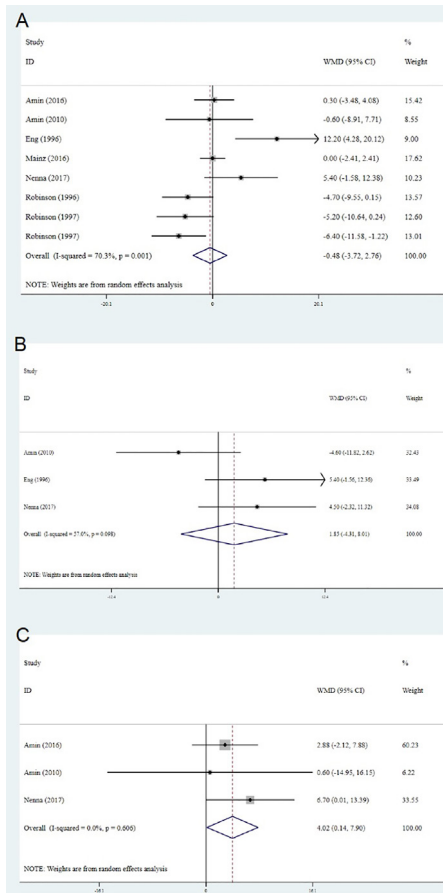 A
Study %
ID WMD (95% CI) Weight
Amin (2016) 0.30 (-3.48, 4.08) 15.42
Amin (2010) -0.60 (-8.91, 7.71) 8.55
Eng (1996) 12.20 (4.28, 20.12) 9.00
Mainz (2016) 0.00 (-2.41, 2.41) 17.62
Nenna (2017) 5.40 (-1.58, 12.38) 10.23
Robinson (1996) -4.70 (-9.55, 0.15) 13.57
Robinson (1997) -5.20 (-10.64, 0.24) 12.60
Robinson (1997) -6.40 (-11.58, -1.22) 13.01
Overall (I-squared = 70.3%, p = 0.001) -0.48 (-3.72, 2.76) 100.00
NOTE: Weights are from random effects analysis
-20.1 0 20.1
B
Study %
ID WMD (95% CI) Weight
Amin (2010) -4.60 (-11.82, 2.62) 32.43
Eng (1996) 5.40 (-1.56, 12.36) 33.49
Nenna (2017) 4.50 (-2.32, 11.32) 34.08
Overall (I-squared = 57.0%, p = 0.098) 100.00
NOTE: Weights are from random effects analysis
0
C
Study %
ID WMD (95% CI) Weight
Amin (2016) 2.88 (-2.12, 7.88) 60.23
Amin (2010) 0.60 (-14.95, 16.15) 6.22
Nenna (2017) 6.70 (0.01, 13.39) 33.55
Overall (I-squared = 0.0%, p = 0.606) 4.02 (0.14, 7.90) 100.00
NOTE: Weights are from random effects analysis
0